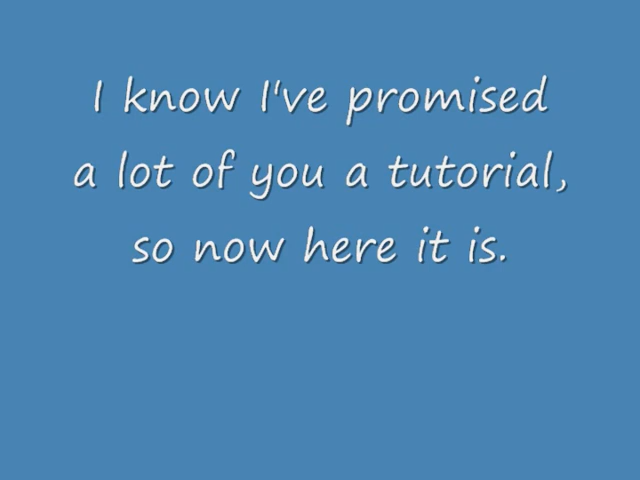 I know I've promised
a lot of you a tutorial,
so now here it is.